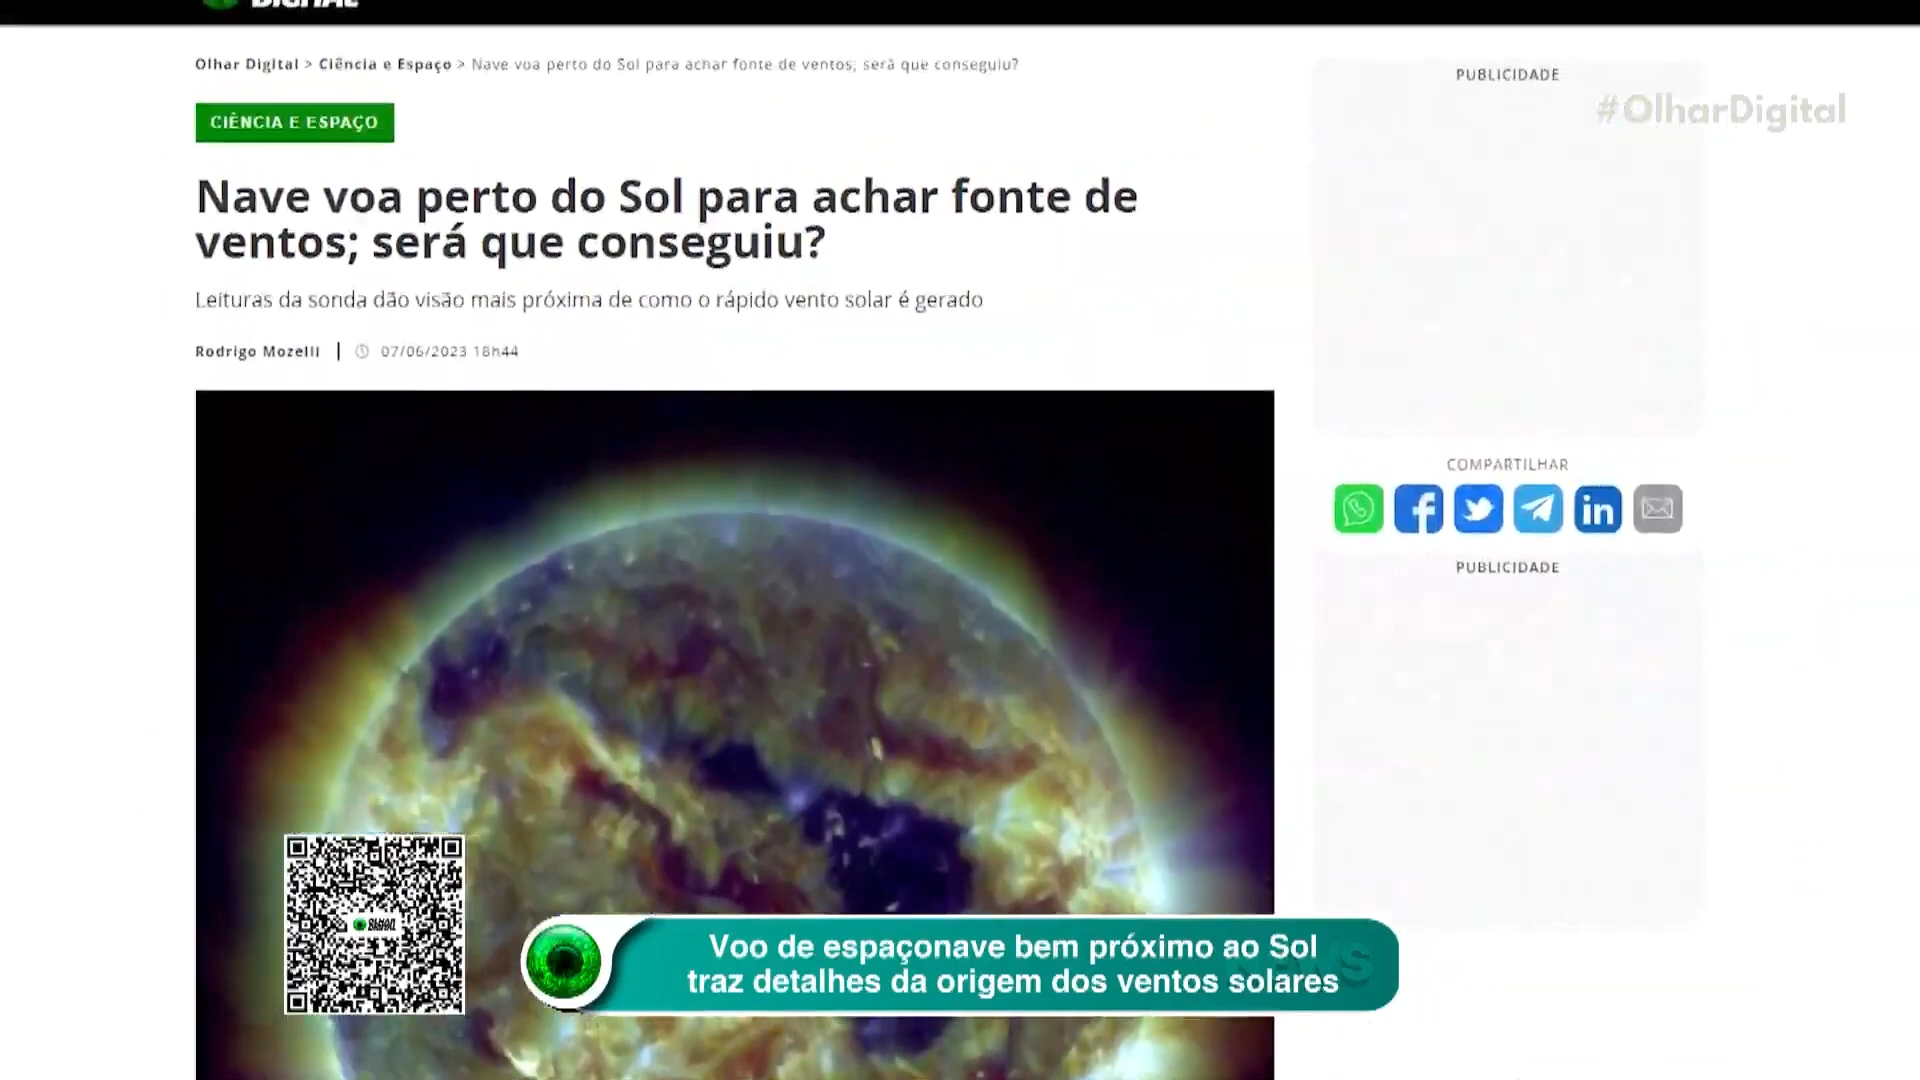 DIGITAL
Olhar Digital > Ciência e Espaço > Nave voa perto do Sol para achar fonte de ventos; será que conseguiu?
PUBLICIDADE
#OlharDigital
CIÊNCIA E ESPAÇO
Nave voa perto do Sol para achar fonte de
ventos; será que conseguiu?
Leituras da sonda dão visão mais próxima de como o rápido vento solar é gerado
Rodrigo Mozelli | 07/06/2023 18h44
COMPARTILHAR
PUBLICIDADE
Voo de espaçonave bem próximo ao Sol
traz detalhes da origem dos ventos solares